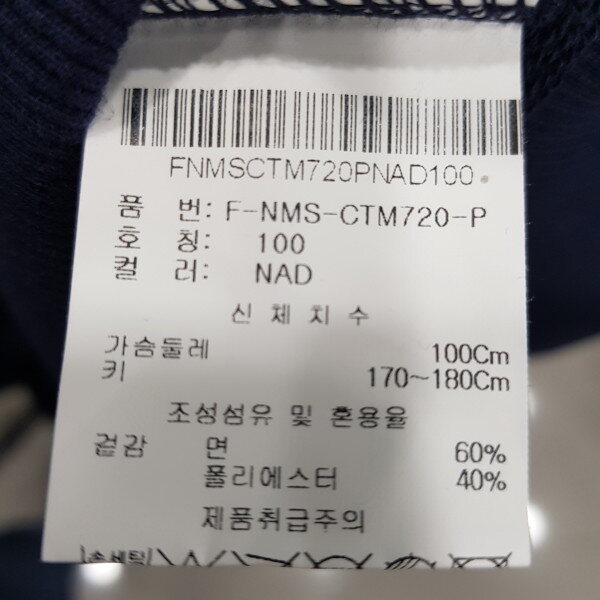 FNMSCTM720PNAD100
품 번: F-NMS-CTM720-P
호 칭: 100
컬 러: NAD
신 체 치 수
가슴둘레 100Cm
키 170~180Cm
조성섬유 및 혼용율
겉감 면 60%
폴리에스터 40%
제품취급주의